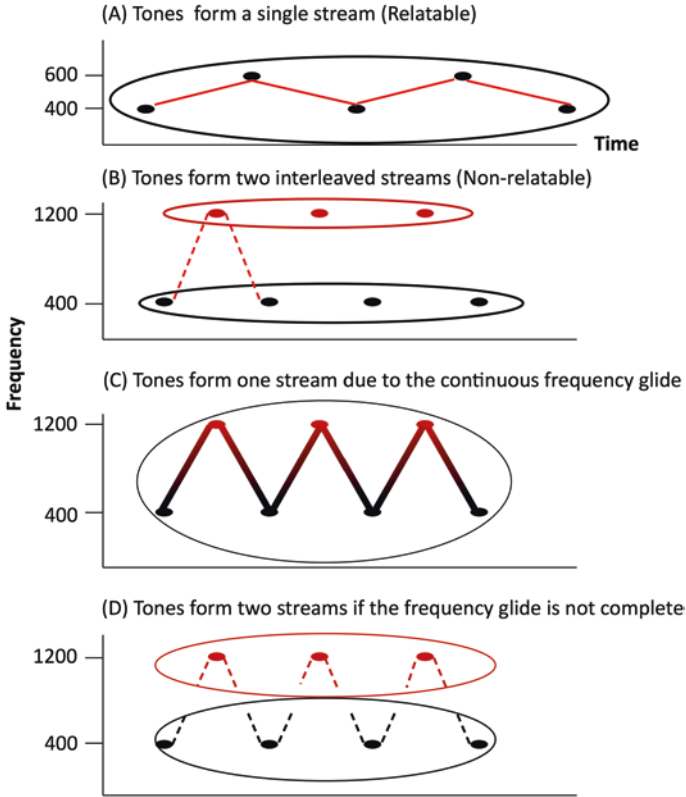 (A) Tones form a single stream (Relatable)
600
400
Time
(B) Tones form two interleaved streams (Non-relatable)
1200
400
Frequency
(C) Tones form one stream due to the continuous frequency glide
1200
400
(D) Tones form two streams if the frequency glide is not complete
1200
400